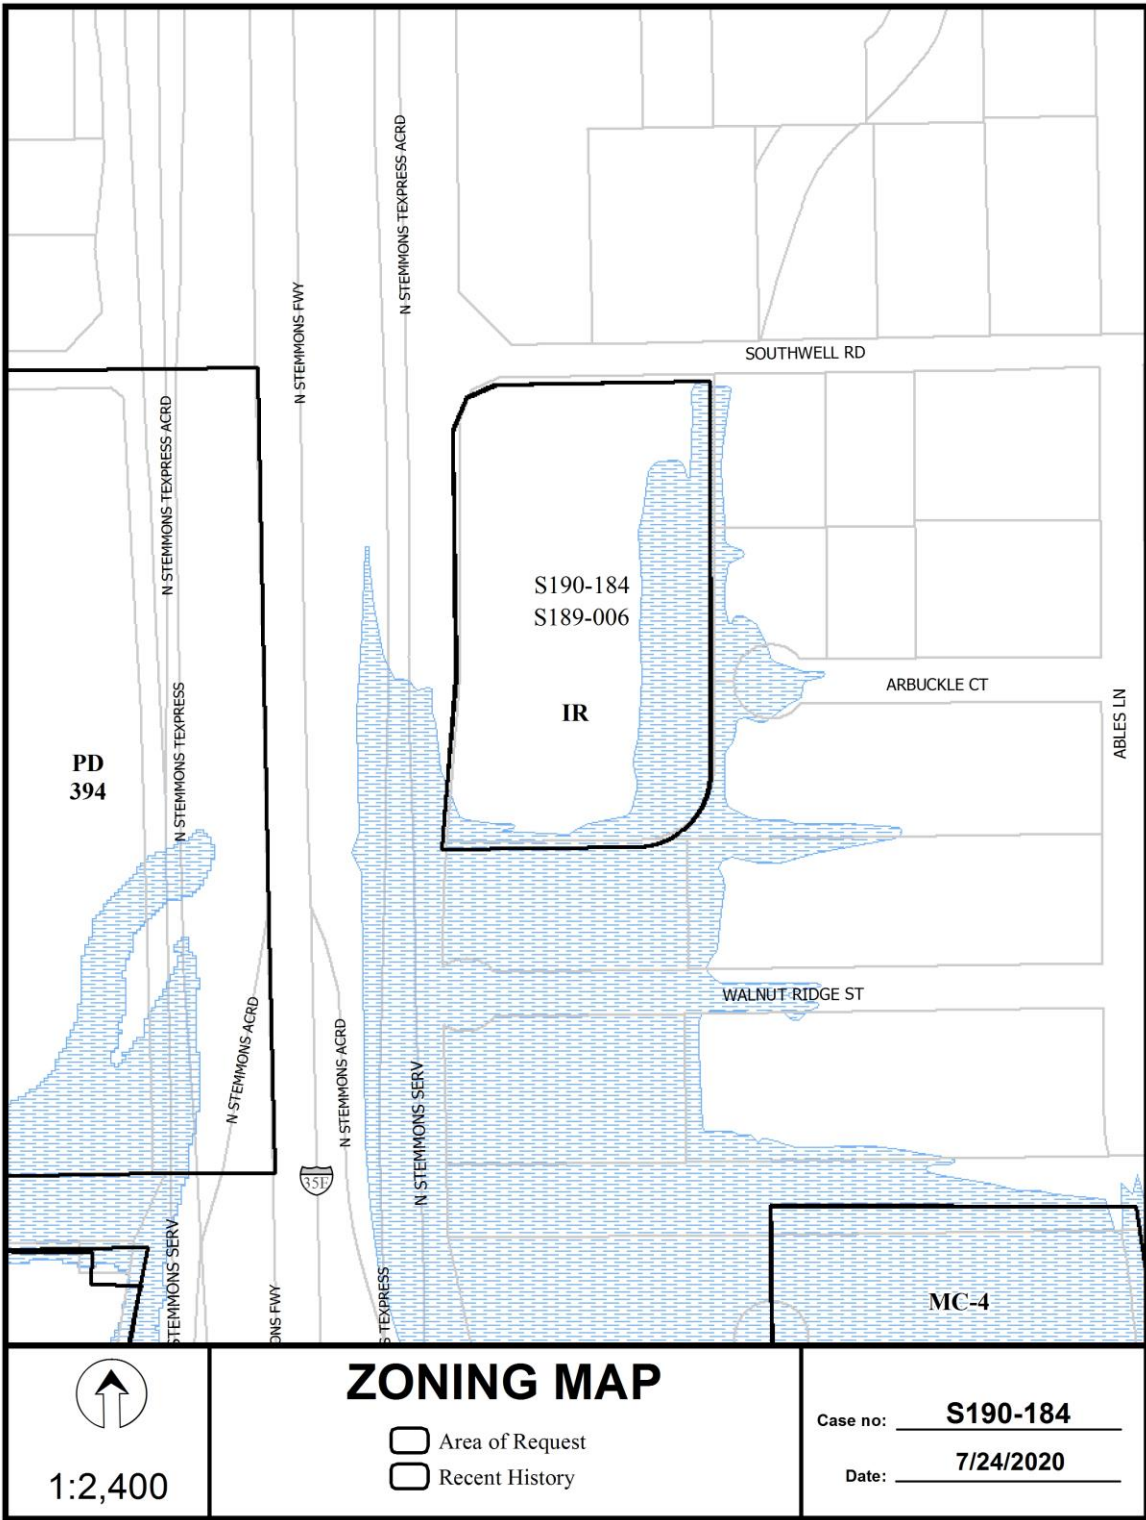 N STEMMONS TEXPRESS ACRD
N STEMMONS FWY
SOUTHWELL RD
N STEMMONS TEXPRESS ACRD
S190-184
S189-006
IR
ARBUCKLE CT
ABLES LN
N STEMMONS TEXPRESS
PD
394
WALNUT RIDGE ST
N STEMMONS ACRD
N STEMMONS ACRD
N STEMMONS SERV
35E
STEMMONS SERV
ONS FWY
S TEXPRESS
MC-4
1:2,400
ZONING MAP
Area of Request
Recent History
Case no: S190-184
Date: 7/24/2020